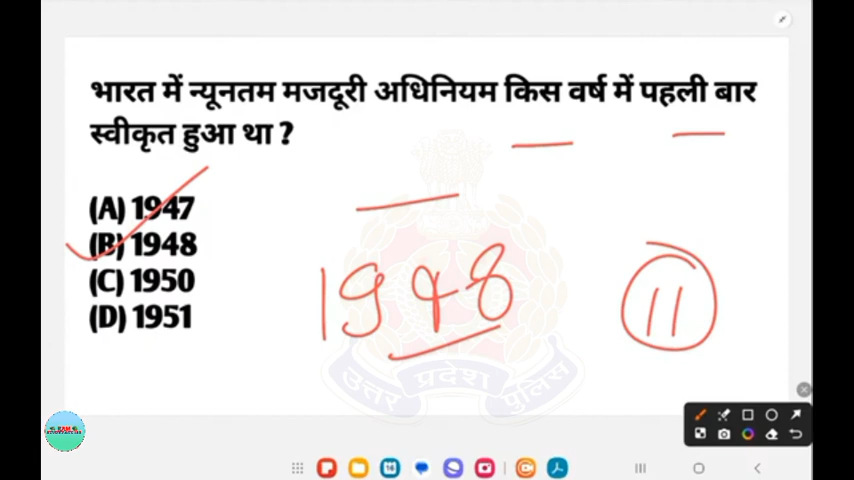 भारत में न्यूनतम मजदूरी अधिनियम किस वर्ष में पहली बार
स्वीकृत हुआ था ?
(A) 1947
(B) 1948
(C) 1950
(D) 1951
1948
11
उत्तर प्रदेश पुलिस